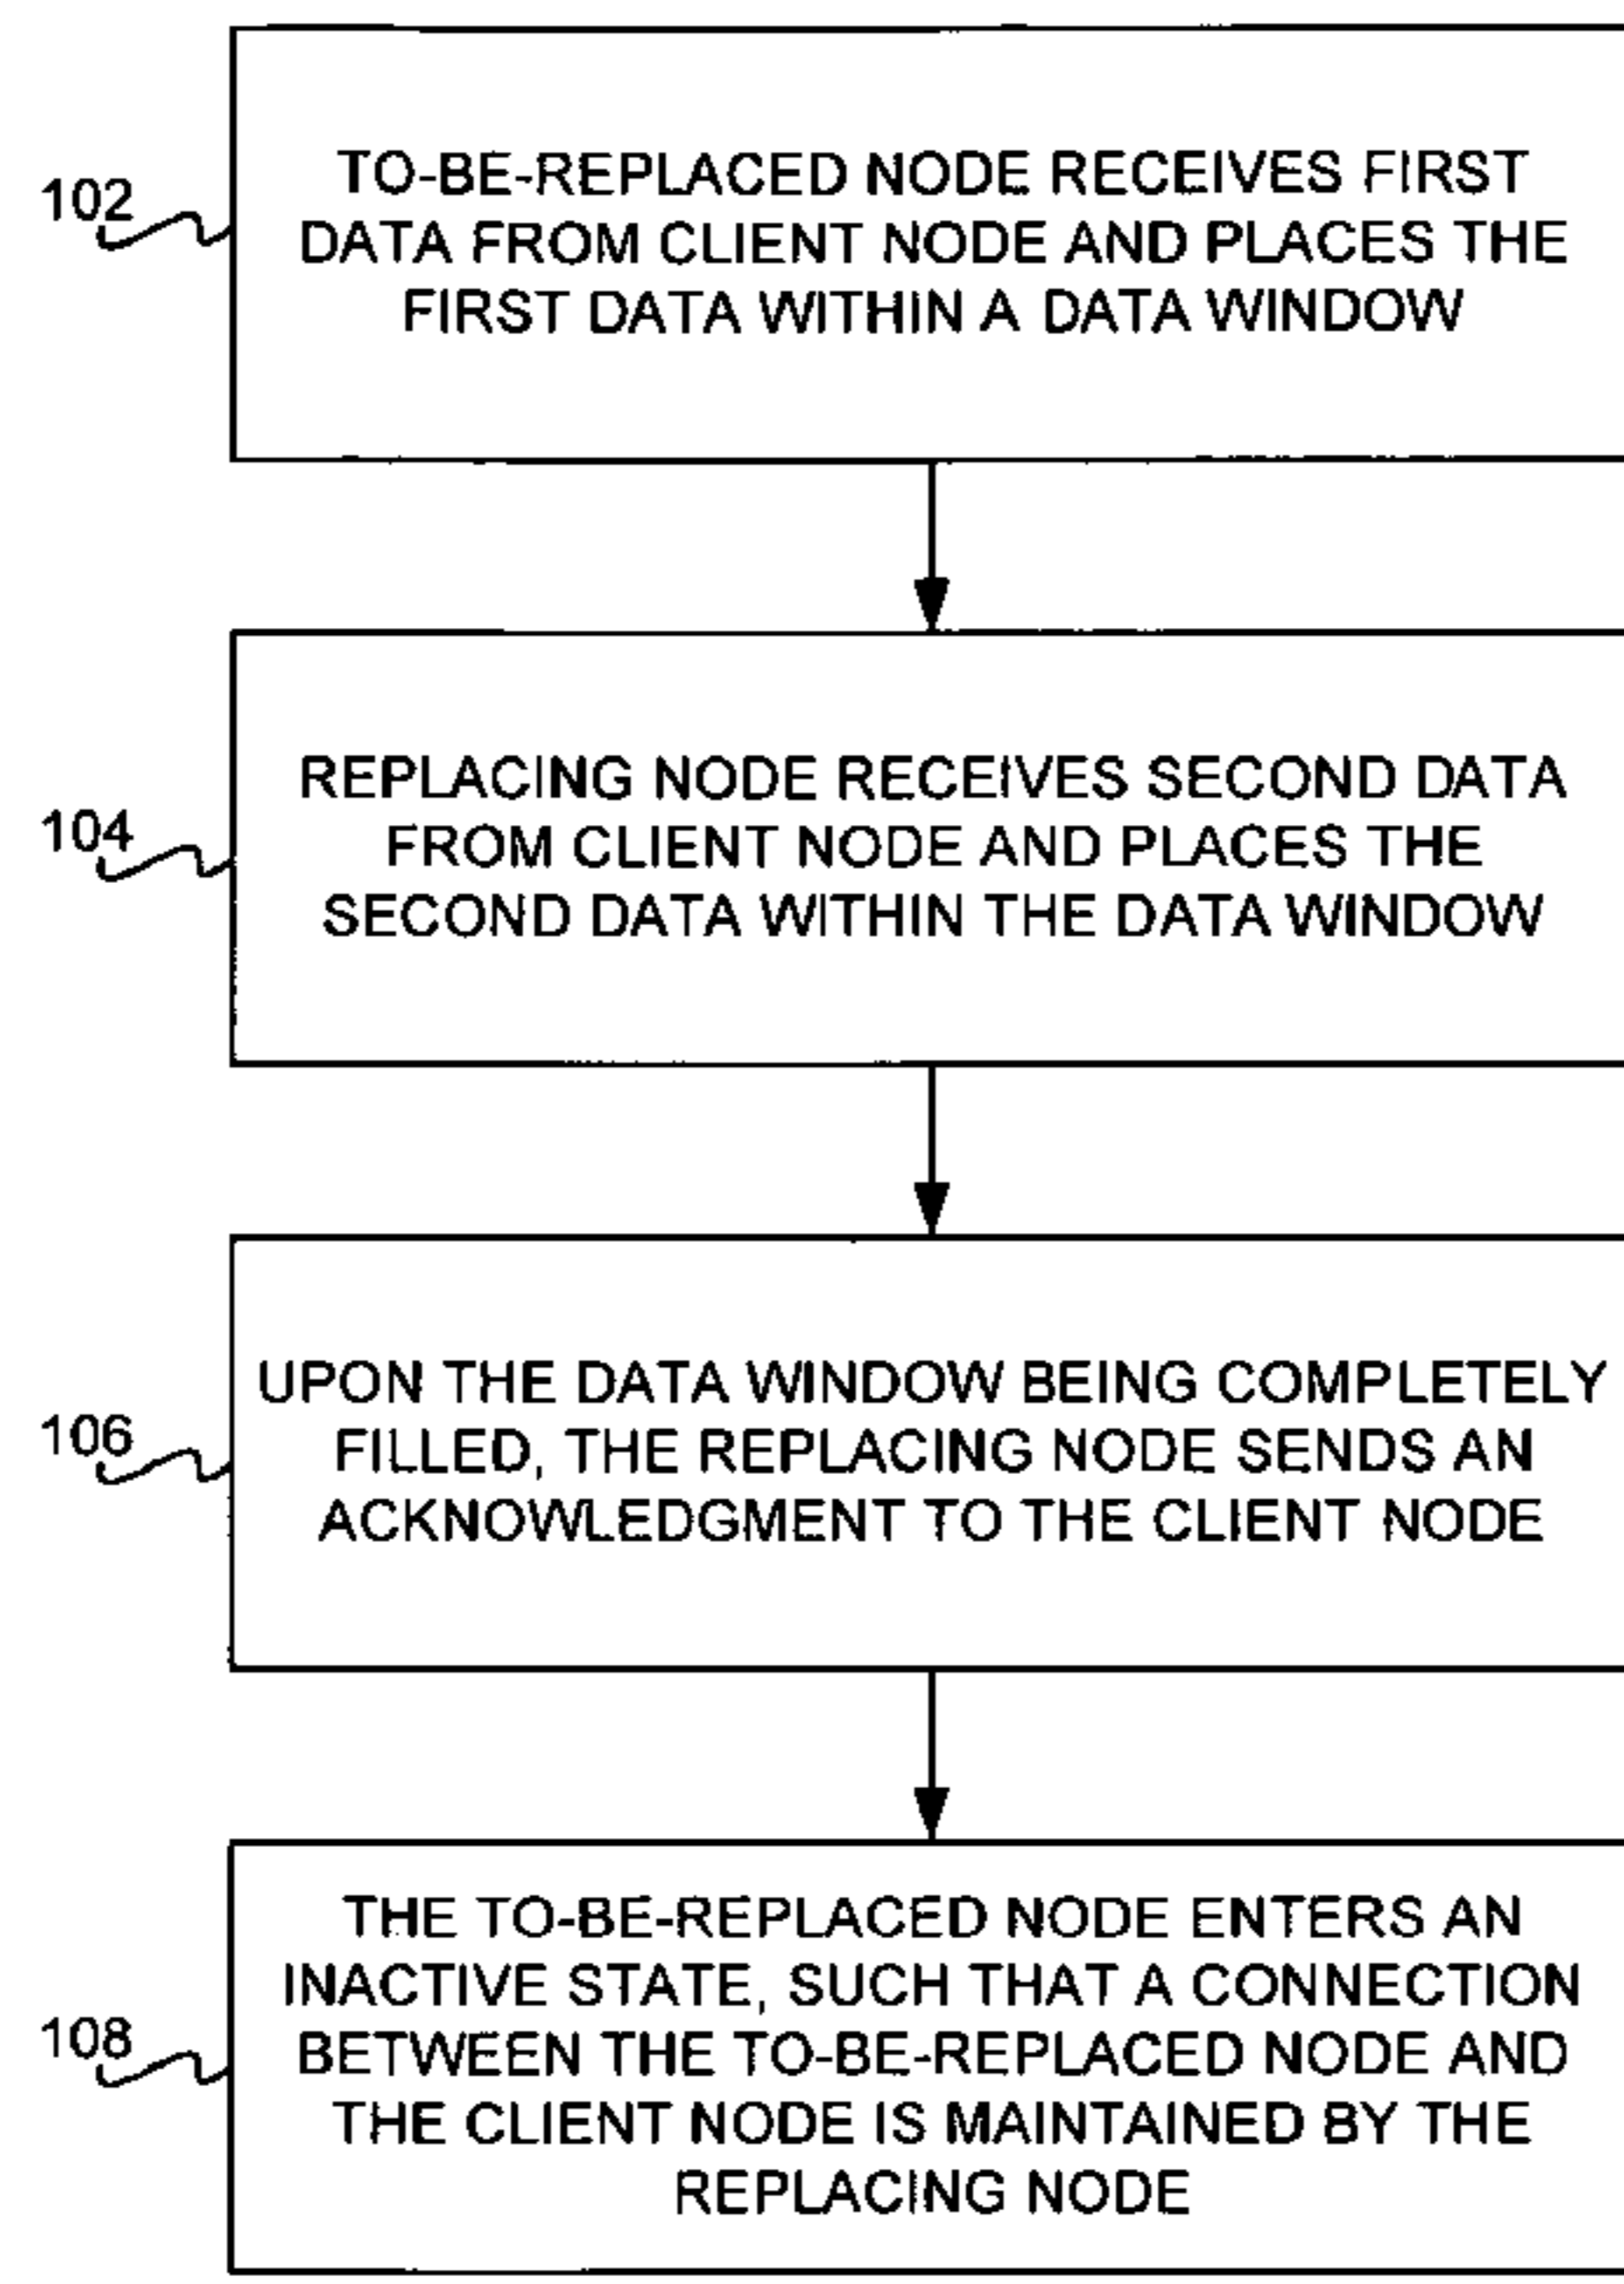 102
TO-BE-REPLACED NODE RECEIVES FIRST
DATA FROM CLIENT NODE AND PLACES THE
FIRST DATA WITHIN A DATA WINDOW
104
REPLACING NODE RECEIVES SECOND DATA
FROM CLIENT NODE AND PLACES THE
SECOND DATA WITHIN THE DATA WINDOW
106
UPON THE DATA WINDOW BEING COMPLETELY
FILLED, THE REPLACING NODE SENDS AN
ACKNOWLEDGMENT TO THE CLIENT NODE
108
THE TO-BE-REPLACED NODE ENTERS AN
INACTIVE STATE, SUCH THAT A CONNECTION
BETWEEN THE TO-BE-REPLACED NODE AND
THE CLIENT NODE IS MAINTAINED BY THE
REPLACING NODE